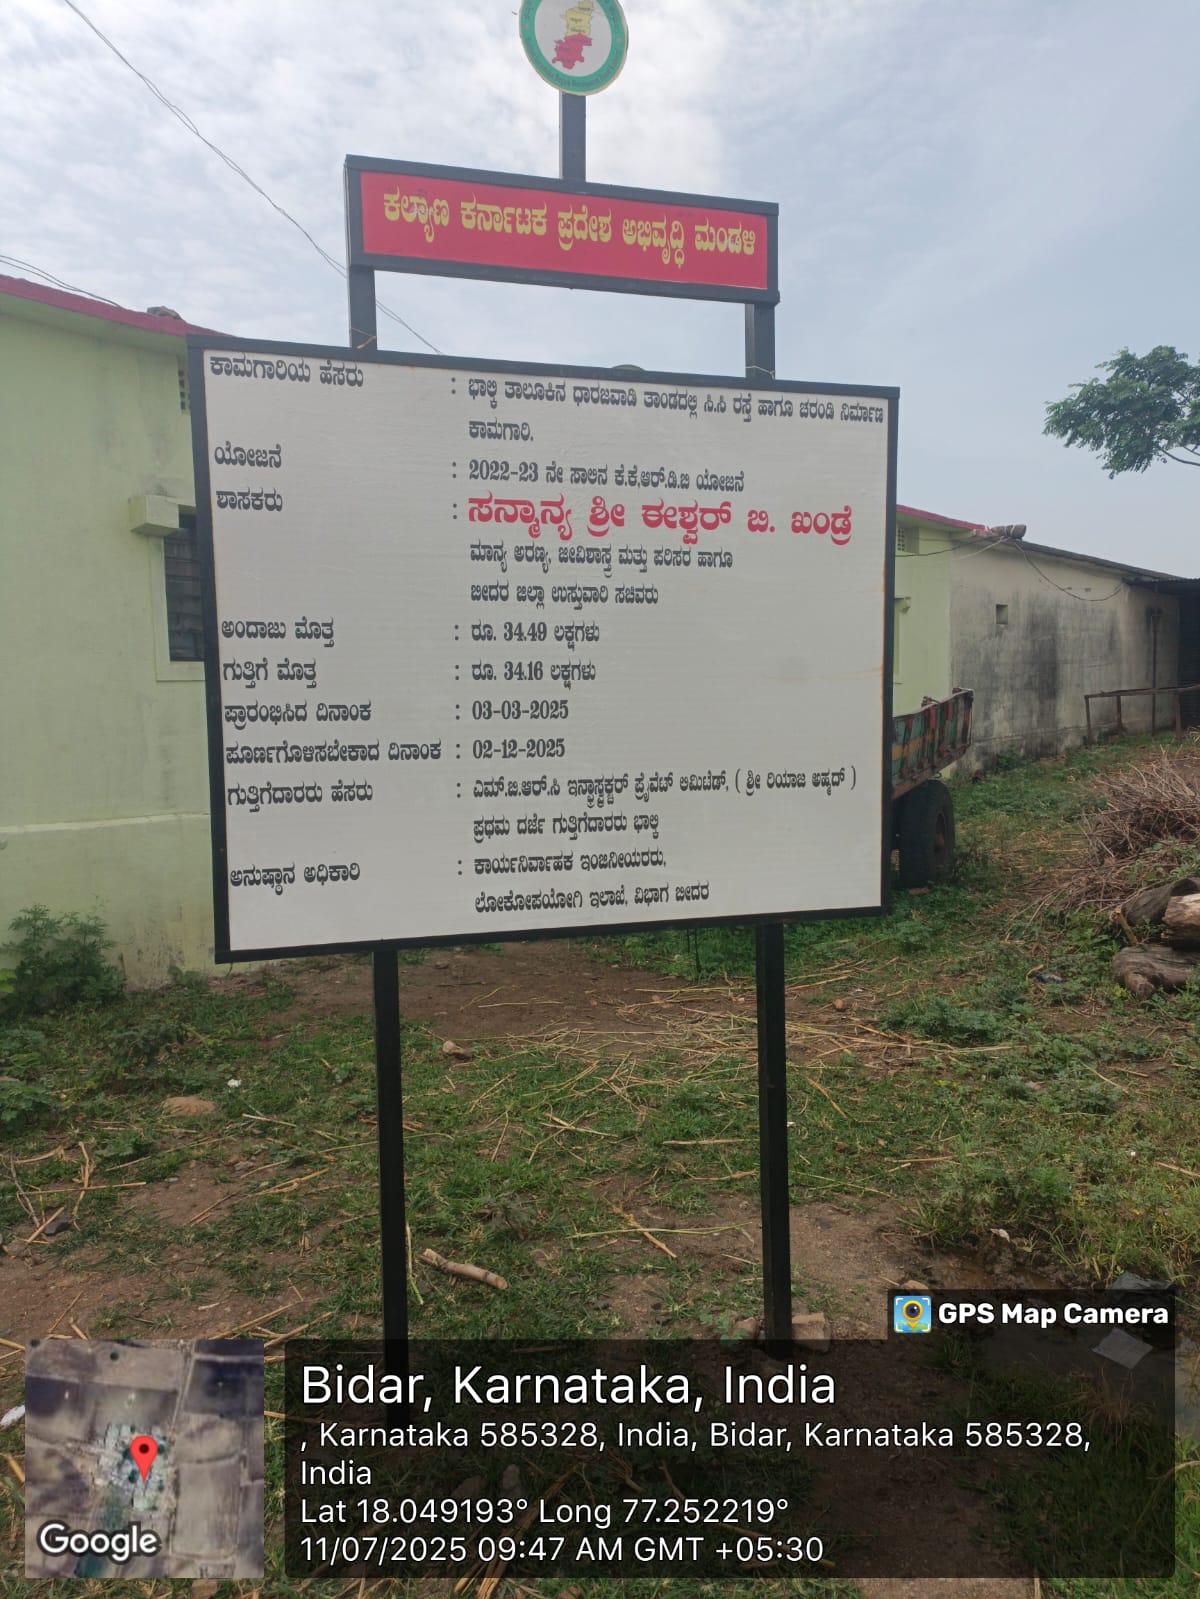 ಕಲ್ಯಾಣ ಕರ್ನಾಟಕ ಪ್ರದೇಶ ಅಭಿವೃದ್ಧಿ ಮಂಡಳಿ
ಕಾಮಗಾರಿಯ ಹೆಸರು : ಭಾಲ್ಕಿ ತಾಲೂಕಿನ ಧಾರಜವಾಡಿ ತಾಂಡದಲ್ಲಿ ಸಿ.ಸಿ ರಸ್ತೆ ಹಾಗೂ ಚರಂಡಿ ನಿರ್ಮಾಣ
ಕಾಮಗಾರಿ.
ಯೋಜನೆ : 2022-23 ನೇ ಸಾಲಿನ ಕೆ.ಕೆ,ಆರ್.ಡಿ.ಬಿ ಯೋಜನೆ
ಶಾಸಕರು : ಸನ್ಮಾನ್ಯ ಶ್ರೀ ಈಶ್ವರ್ ಬಿ. ಖಂಡ್ರೆ
ಮಾನ್ಯ ಅರಣ್ಯ, ಜೀವಿಶಾಸ್ತ್ರ ಮತ್ತು ಪರಿಸರ ಹಾಗೂ
ಬೀದರ ಜಿಲ್ಲಾ ಉಸ್ತುವಾರಿ ಸಚಿವರು
ಅಂದಾಜು ಮೊತ್ತ : ರೂ. 34.49 ಲಕ್ಷಗಳು
ಗುತ್ತಿಗೆ ಮೊತ್ತ : ರೂ. 34.16 ಲಕ್ಷಗಳು
ಪ್ರಾರಂಭಿಸಿದ ದಿನಾಂಕ : 03-03-2025
ಪೂರ್ಣಗೊಳಿಸಬೇಕಾದ ದಿನಾಂಕ : 02-12-2025
ಗುತ್ತಿಗೆದಾರರು ಹೆಸರು : ಎಮ್.ಬಿ.ಆರ್.ಸಿ ಇನ್ಫ್ರಾಸ್ಟ್ರಕ್ಚರ್ ಪ್ರೈವೆಟ್ ಲಿಮಿಟೆಡ್, ( ಶ್ರೀ ರಿಯಾಜ ಅಹ್ಮದ್ )
ಪ್ರಥಮ ದರ್ಜೆ ಗುತ್ತಿಗೆದಾರರು ಭಾಲ್ಕಿ
ಅನುಷ್ಠಾನ ಅಧಿಕಾರಿ : ಕಾರ್ಯನಿರ್ವಾಹಕ ಇಂಜಿನೀಯರರು,
ಲೋಕೋಪಯೋಗಿ ಇಲಾಖೆ, ವಿಭಾಗ ಬೀದರ
GPS Map Camera
Bidar, Karnataka, India
, Karnataka 585328, India, Bidar, Karnataka 585328,
India
Lat 18.049193° Long 77.252219°
11/07/2025 09:47 AM GMT +05:30
Google